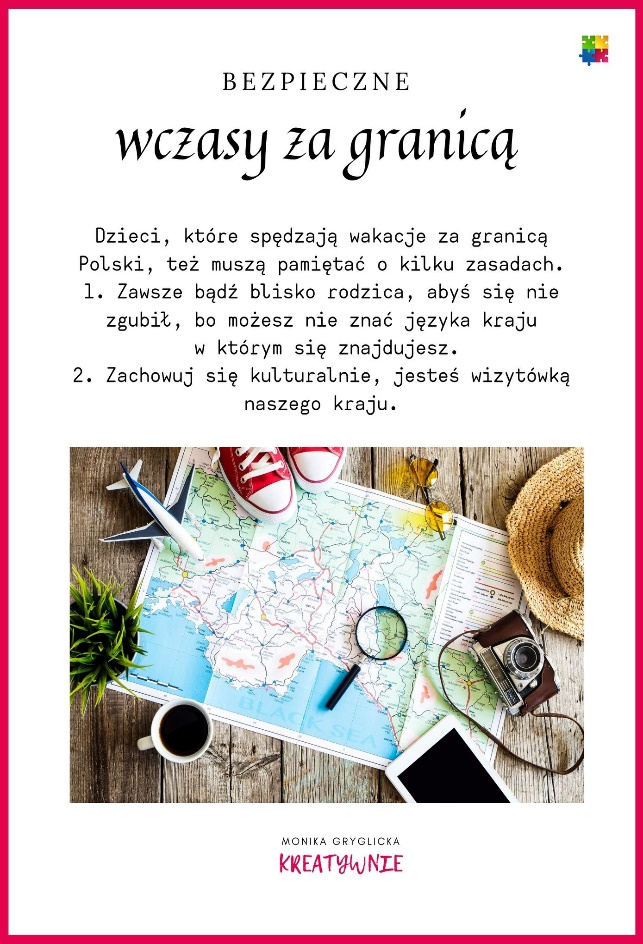 BEZPIECZNE
wczasy za granicą
Dzieci, które spędzają wakacje za granicą
Polski, też muszą pamiętać o kilku zasadach.
1. Zawsze bądź blisko rodzica, abyś się nie
zgubił, bo możesz nie znać języka kraju
w którym się znajdujesz.
2. Zachowuj się kulturalnie, jesteś wizytówką
naszego kraju.
BLACK SEA
MONIKA GRYGLICKA
KREATYWNIE